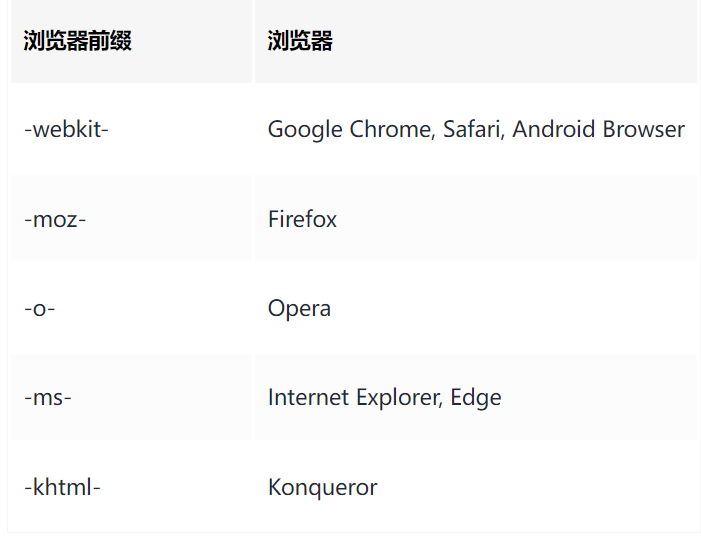 浏览器前缀 浏览器
-webkit- Google Chrome, Safari, Android Browser
-moz- Firefox
-o- Opera
-ms- Internet Explorer, Edge
-khtml- Konqueror